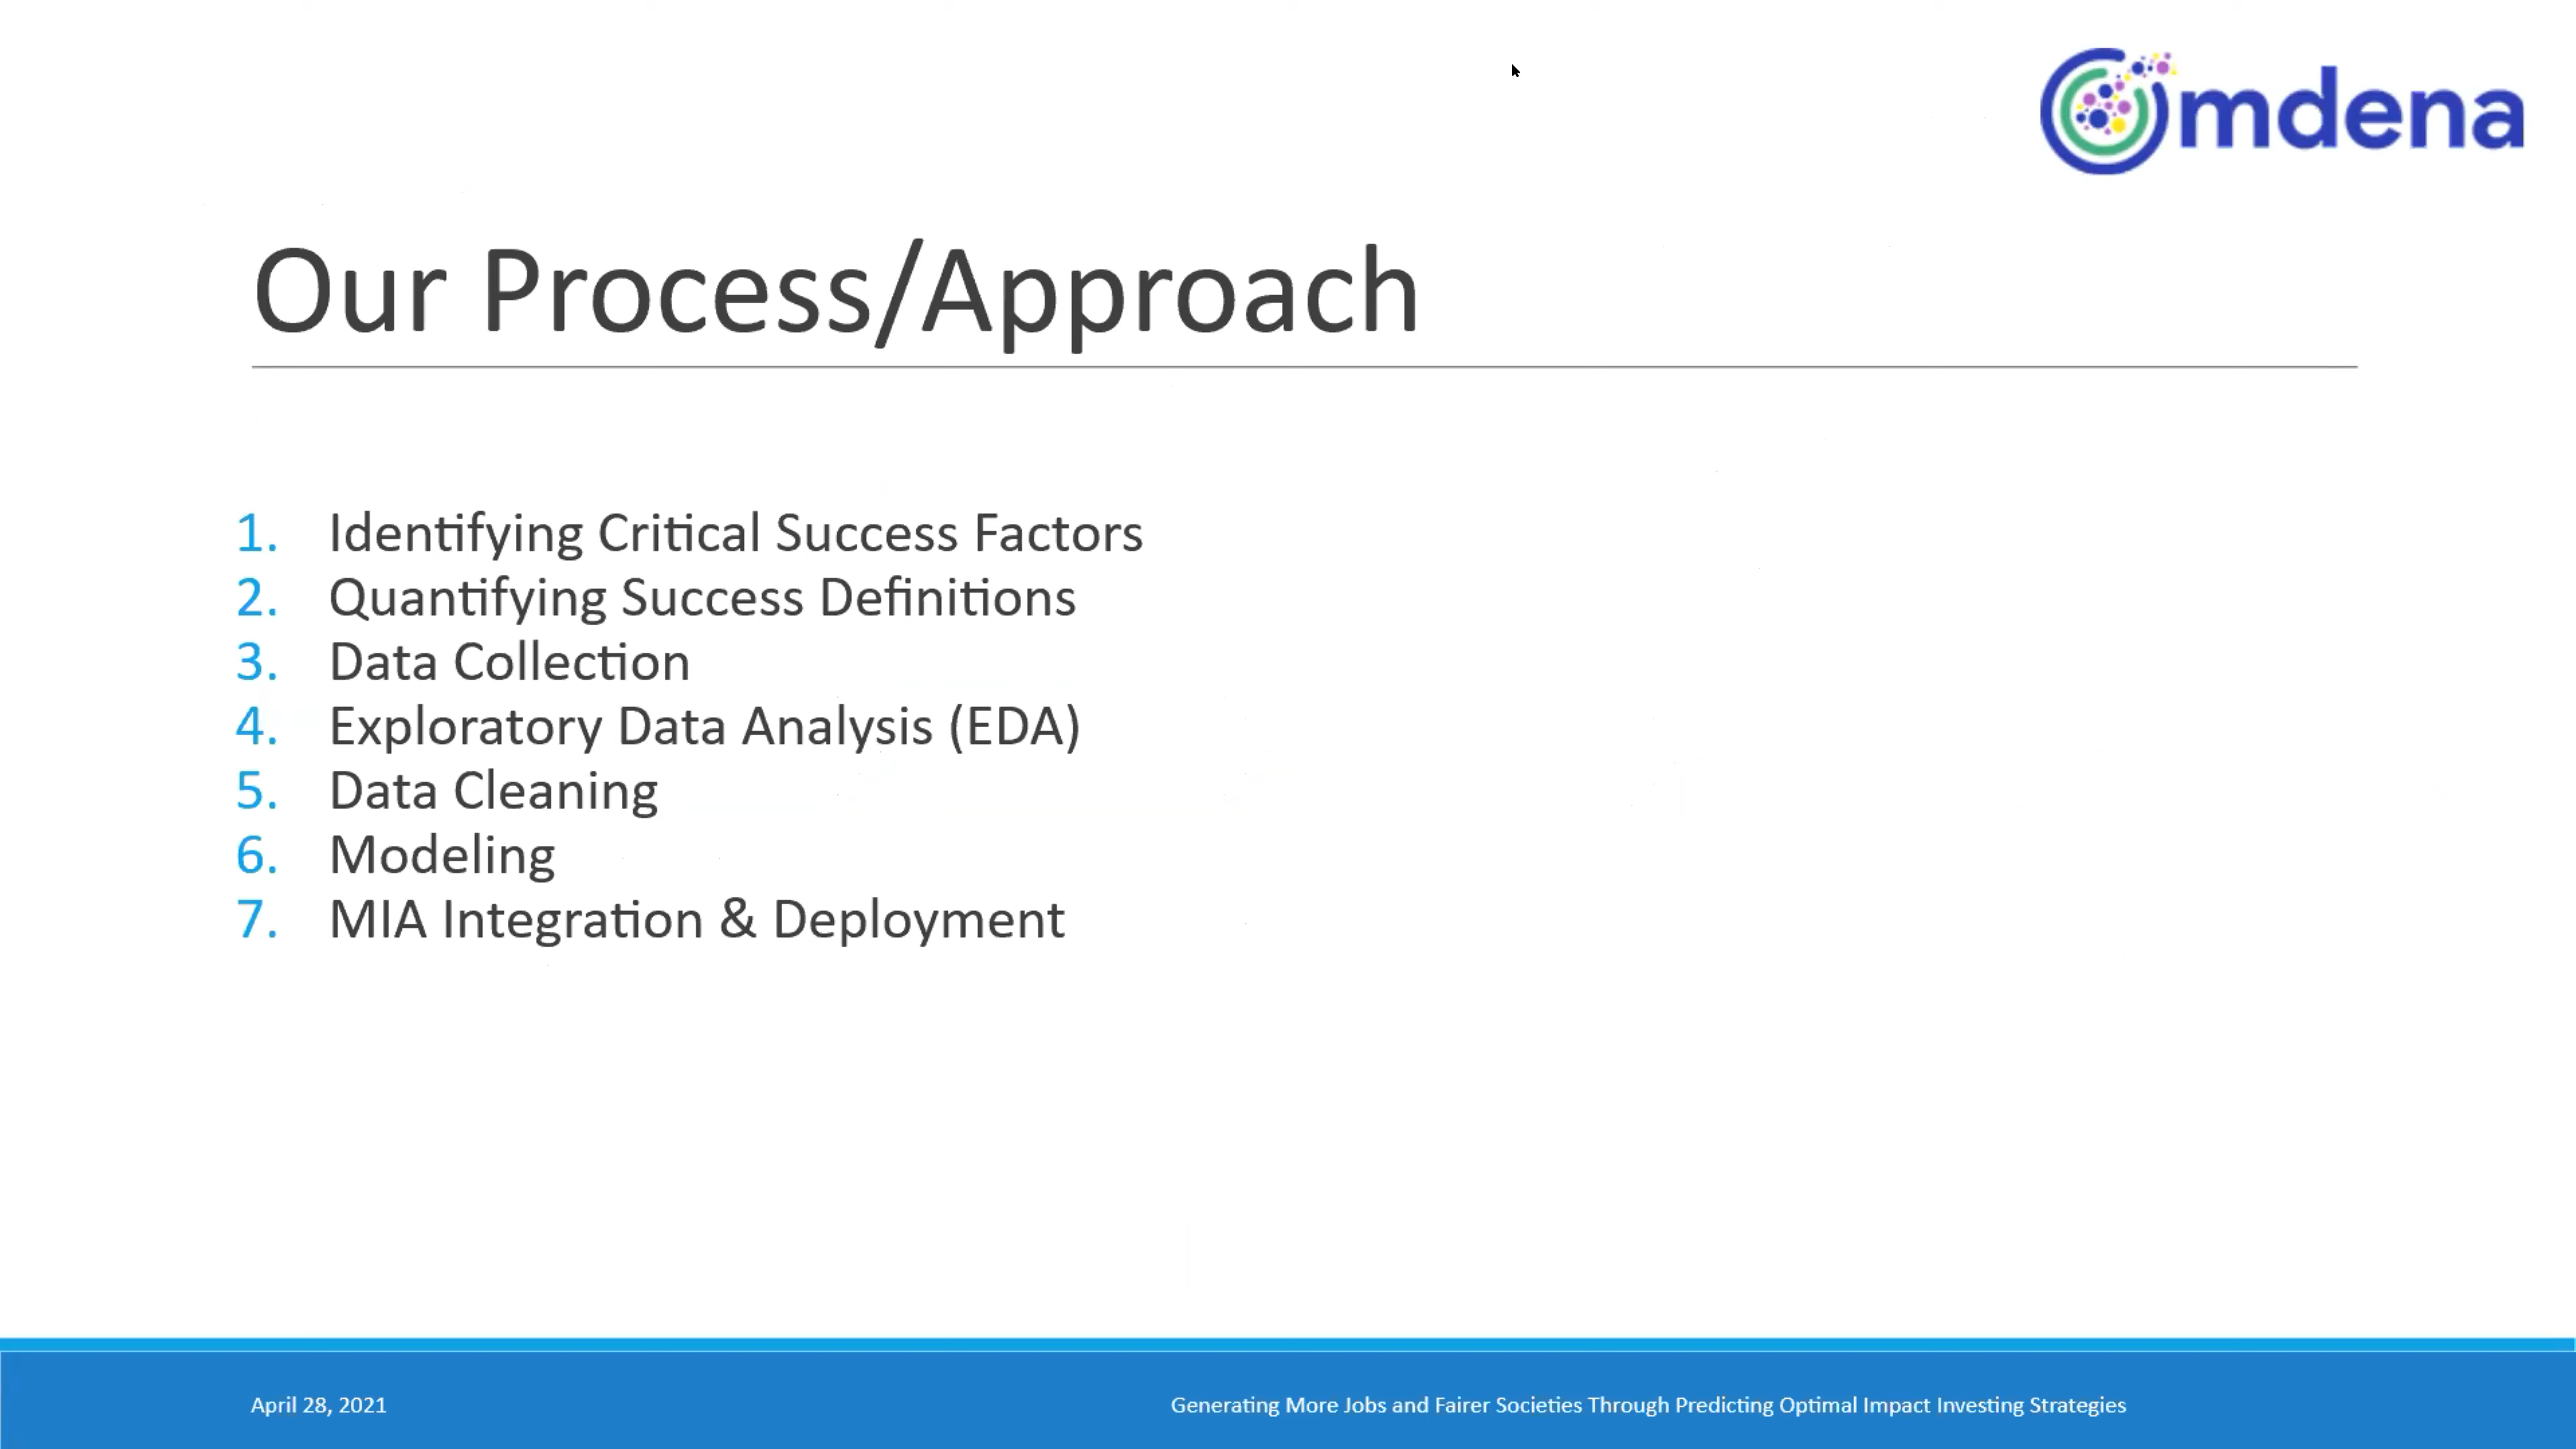 Omdena
Our Process/Approach
1. Identifying Critical Success Factors
2. Quantifying Success Definitions
3. Data Collection
4. Exploratory Data Analysis (EDA)
5. Data Cleaning
6. Modeling
7. MIA Integration & Deployment
April 28, 2021
Generating More Jobs and Fairer Societies Through Predicting Optimal Impact Investing Strategies